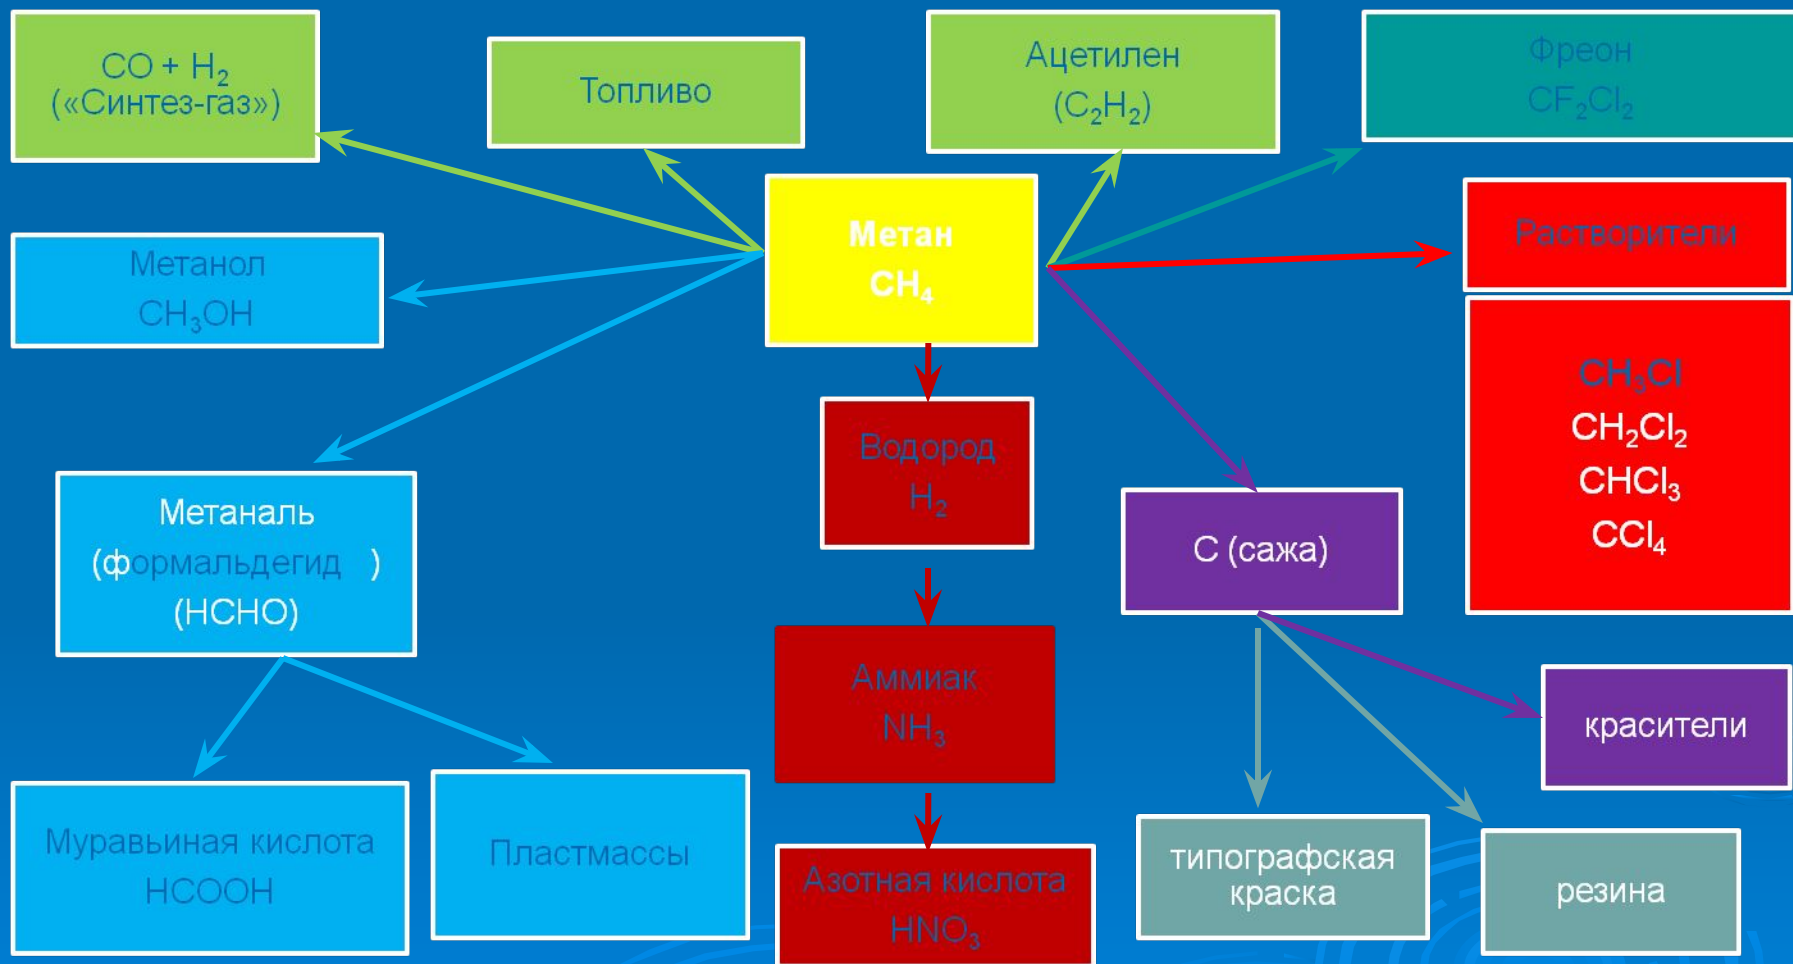 CO + H₂
(«Синтез-газ»)
Топливо
Ацетилен
(C₂H₂)
Фреон
CF₂Cl₂
Метан
CH₄
Растворители
Метанол
CH₃OH
CH₃Cl
CH₂Cl₂
CHCl₃
CCl₄
Водород
H₂
Метаналь
(формальдегид )
(HCHO)
С (сажа)
Аммиак
NH₃
красители
Муравьиная кислота
HCOOH
Пластмассы
Азотная кислота
HNO₃
типографская
краска
резина